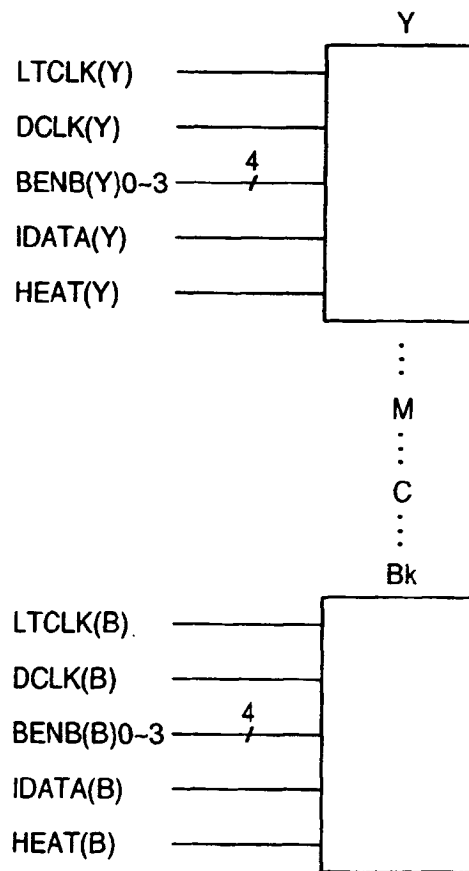 Y
LTCLK(Y)
DCLK(Y)
4
BENB(Y)0~3
IDATA(Y)
HEAT(Y)
M
C
Bk
LTCLK(B)
DCLK(B)
4
BENB(B)0~3
IDATA(B)
HEAT(B)